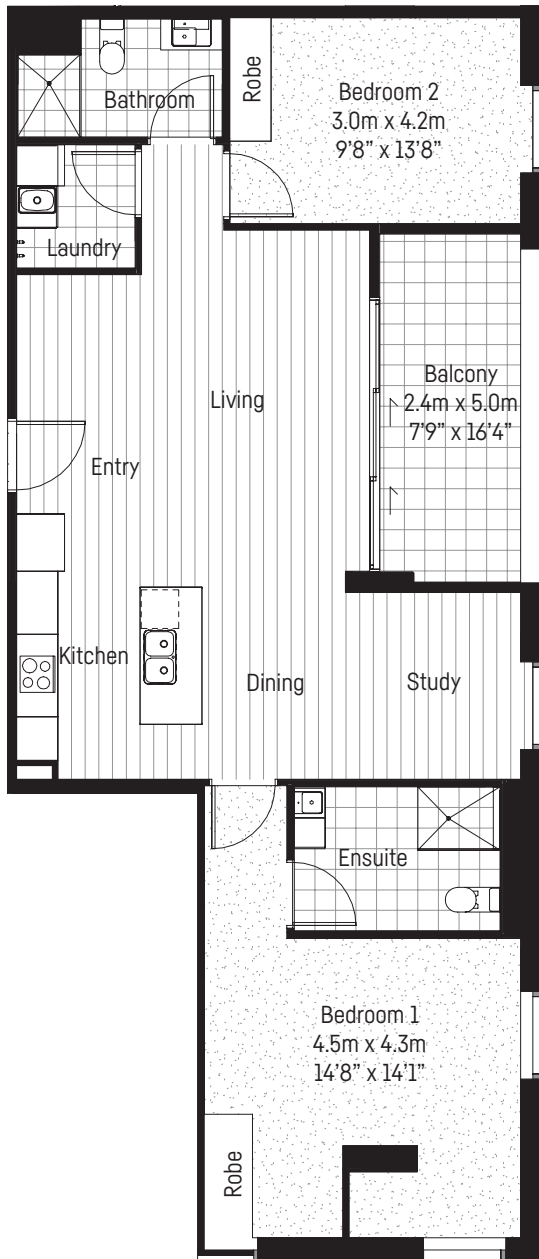 Bathroom
Robe
Bedroom 2
3.0m x 4.2m
9’8” x 13’8”
Laundry
Balcony
2.4m x 5.0m
7’9” x 16’4”
Living
Entry
Kitchen
Dining
Study
Ensuite
Bedroom 1
4.5m x 4.3m
14’8” x 14’1”
Robe